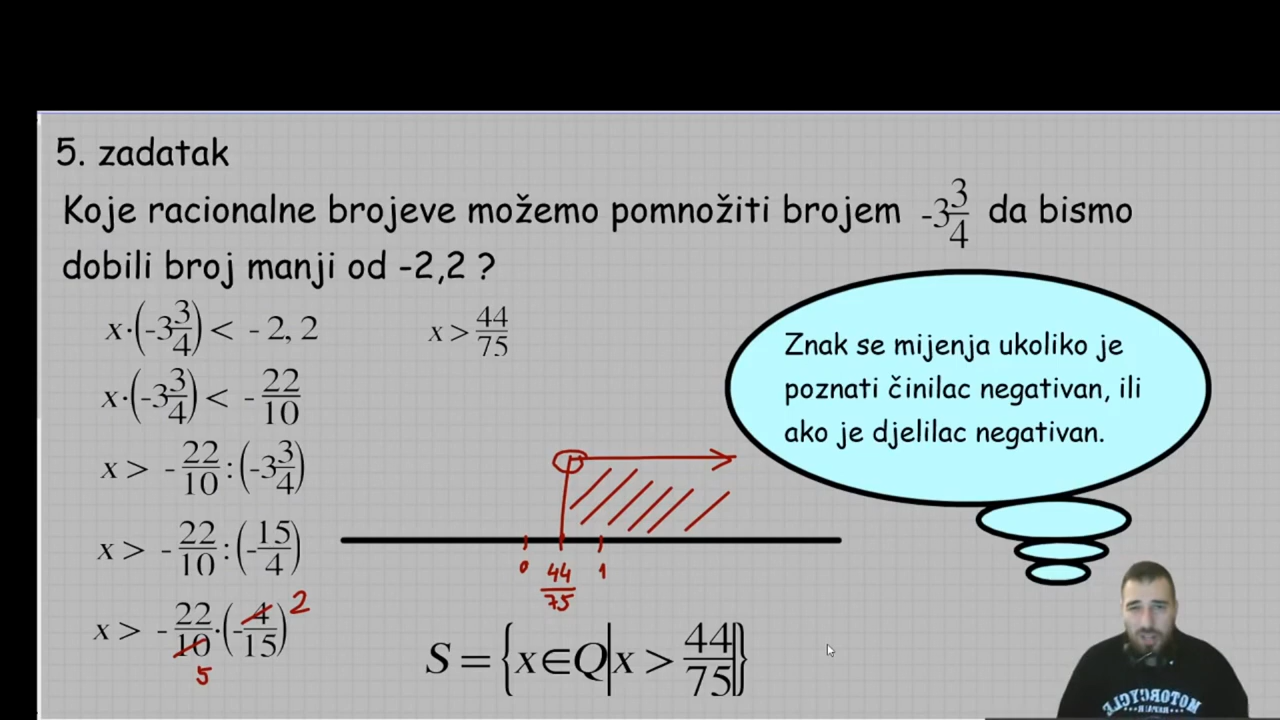 5. zadatak
Koje racionalne brojeve možemo pomnožiti brojem -3 3/4 da bismo
dobili broj manji od -2,2 ?
x·(-3 3/4) < -2,2
x·(-3 3/4) < -22/10
x > -22/10 : (-3 3/4)
x > -22/10 : (-15/4)
x > -22/10 · (-4/15) 2
5
x > 44/75
0 44/75 1
S = {x∈Q|x > 44/75}
Znak se mijenja ukoliko je
poznati činilac negativan, ili
ako je djelilac negativan.
MOTORCYCLE
REPAIR